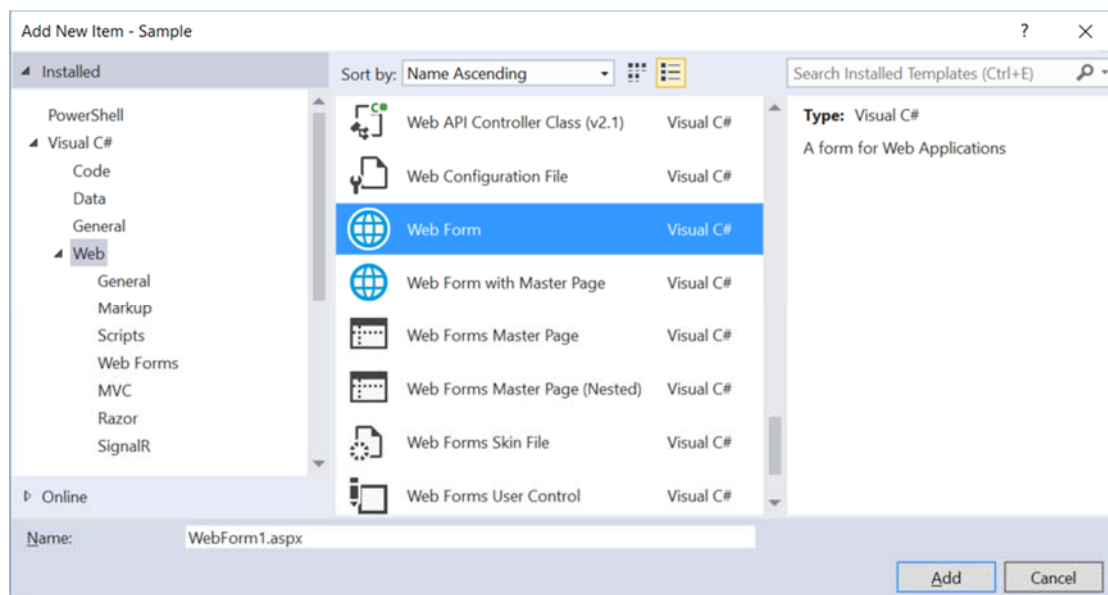 Add New Item - Sample
?
Installed
Sort by: Name Ascending
Search Installed Templates (Ctrl+E)
PowerShell
Visual C#
Code
Data
General
Web
General
Markup
Scripts
Web Forms
MVC
Razor
SignalR
Online
C#
Web API Controller Class (v2.1) Visual C#
Web Configuration File Visual C#
Web Form Visual C#
Web Form with Master Page Visual C#
Web Forms Master Page Visual C#
Web Forms Master Page (Nested) Visual C#
Web Forms Skin File Visual C#
Web Forms User Control Visual C#
Type: Visual C#
A form for Web Applications
Name: WebForm1.aspx
Add Cancel